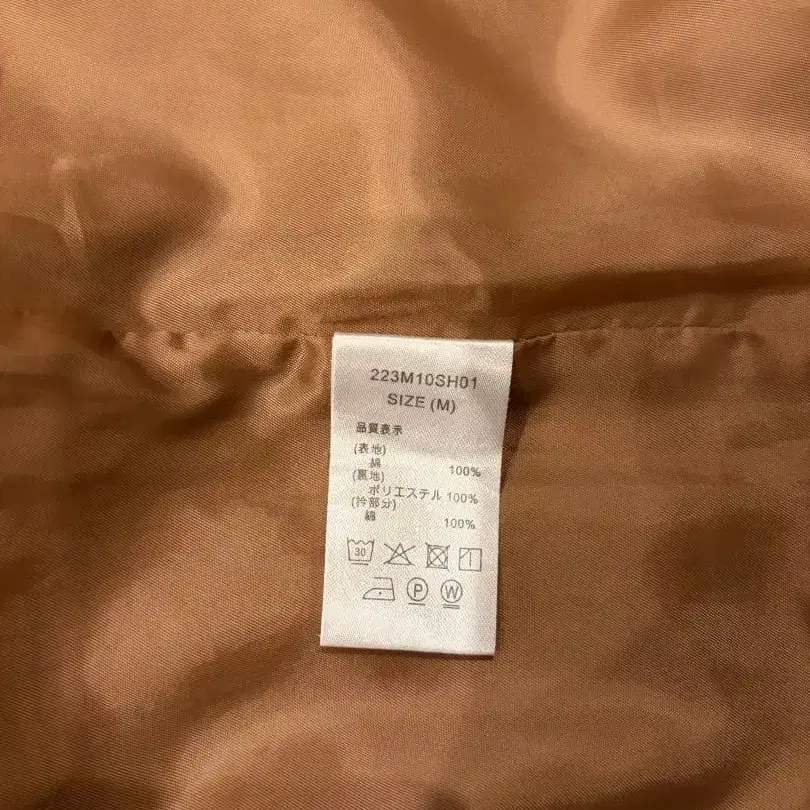 223M10SH01
SIZE (M)
品質表示
(表地)
綿 100%
(裏地)
ポリエステル 100%
(衿部分)
綿 100%
30
P W